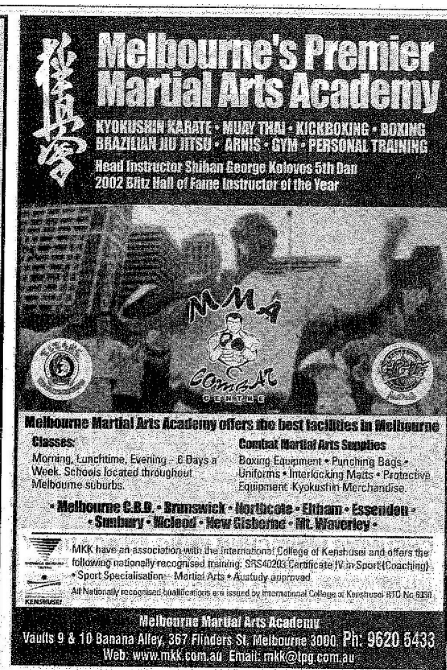 極真会
Melbourne's Premier
Martial Arts Academy
KYOKUSHIN KARATE • MUAY THAI • KICKBOXING • BOXING
BRAZILIAN JIU JITSU • ARNIS • GYM • PERSONAL TRAINING
Head Instructor Shihan George Kolovos 5th Dan
2002 Blitz Hall of Fame Instructor of the Year
MMA
COMBAT
CENTRE
Melbourne Martial Arts Academy offers the best facilities in Melbourne
Classes:
Morning, Lunchtime, Evening - 6 Days a
Week. Schools located throughout
Melbourne suburbs.
Combat Martial Arts Supplies
Boxing Equipment • Punching Bags •
Uniforms • Interlocking Matts • Protective
Equipment Kyokushin Merchandise.
• Melbourne C.B.D. • Brunswick • Northcote • Eltham • Essendon •
• Sunbury • Mcleod • New Gisborne • Mt. Waverley •
MKK have an association with the International College of Kenshusei and offers the
following nationally recognised training: SRS40203 Certificate IV in Sport (Coaching)
• Sport Specialisation - Martial Arts • Austudy approved
All Nationally recognised qualifications are issued by International College of Kenshusei RTO No
KENSHUSEI
Melbourne Martial Arts Academy
Vaults 9 & 10 Banana Alley, 367 Flinders St, Melbourne 3000. Ph: 9620 5433
Web: www.mkk.com.au Email: mkk@tpg.com.au